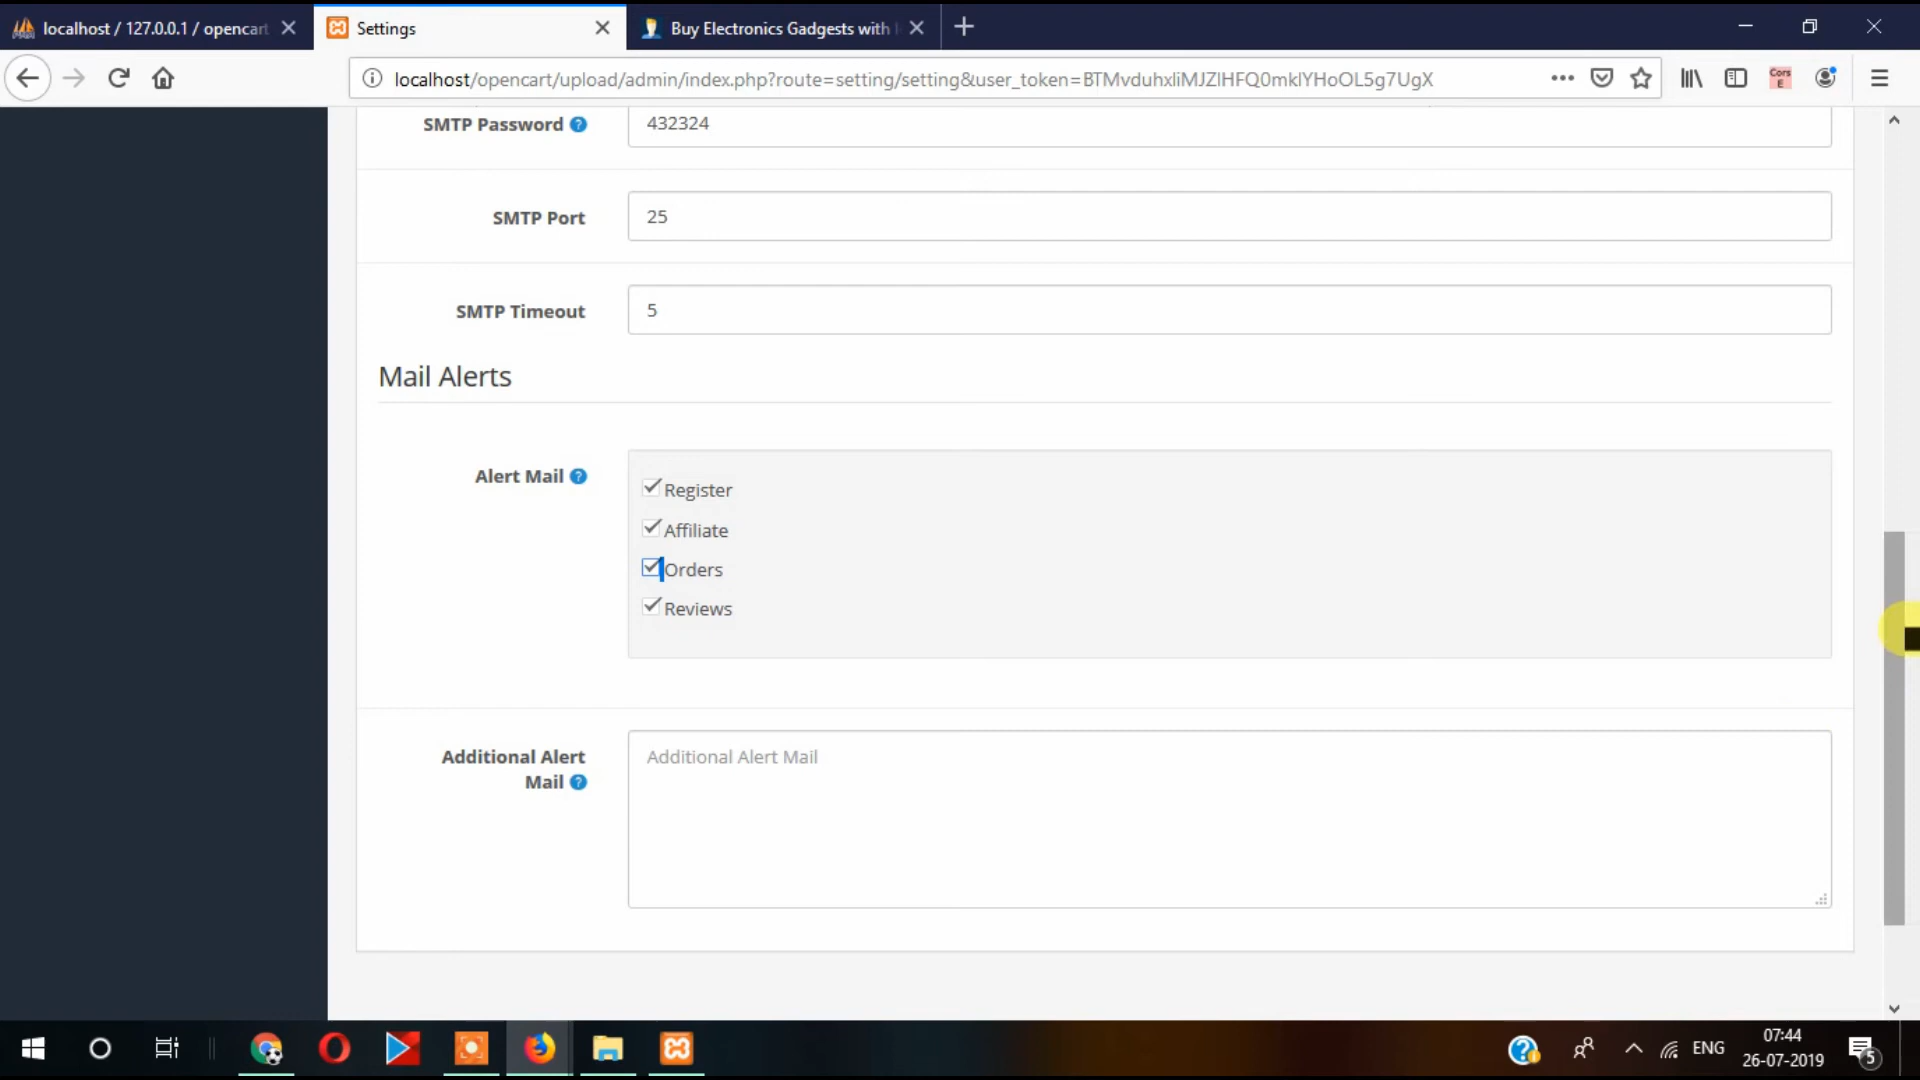 localhost / 127.0.0.1 / opencart
Settings
Buy Electronics Gadgests with
localhost/opencart/upload/admin/index.php?route=setting/setting&user_token=BTMvduhxliMJZlHFQ0mklYHoOL5g7UgX
Cors
E
SMTP Password ?
432324
SMTP Port
25
SMTP Timeout
5
Mail Alerts
Alert Mail ?
Register
Affiliate
Orders
Reviews
Additional Alert
Mail ?
Additional Alert Mail
ENG
07:44
26-07-2019
5